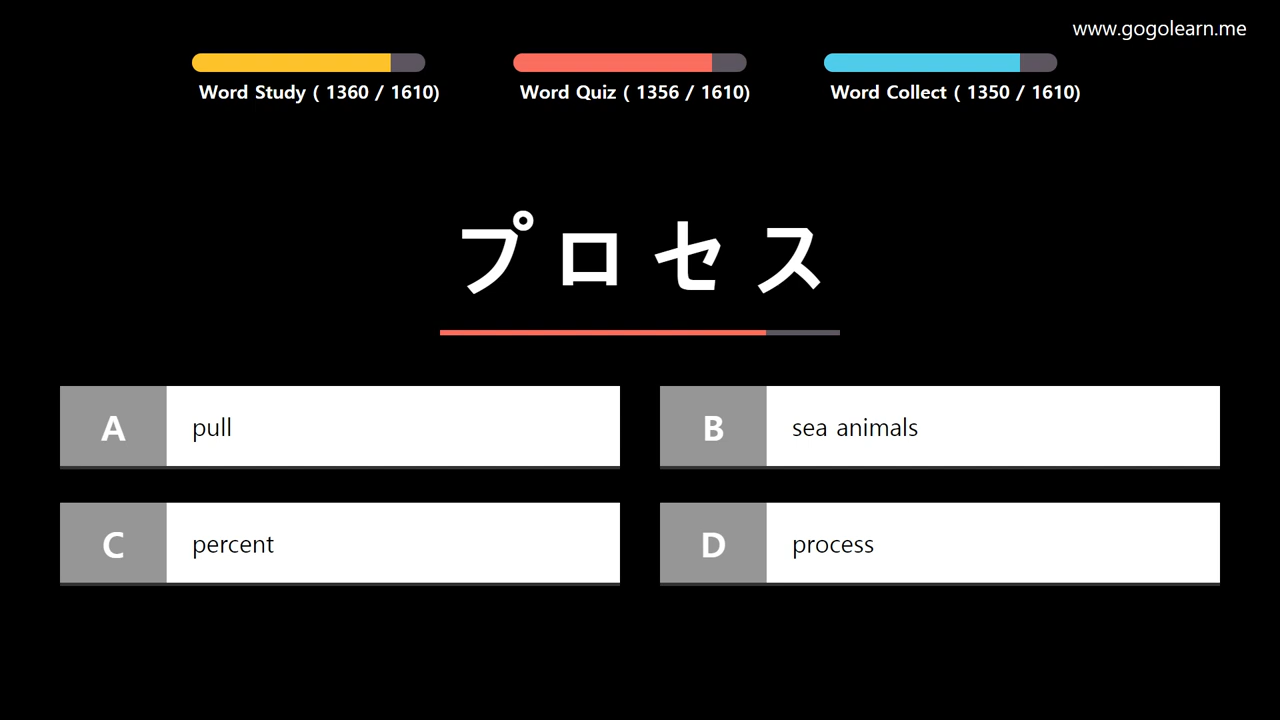 www.gogolearn.me
Word Study ( 1360 / 1610)
Word Quiz ( 1356 / 1610)
Word Collect ( 1350 / 1610)
プロセス
A pull
B sea animals
C percent
D process